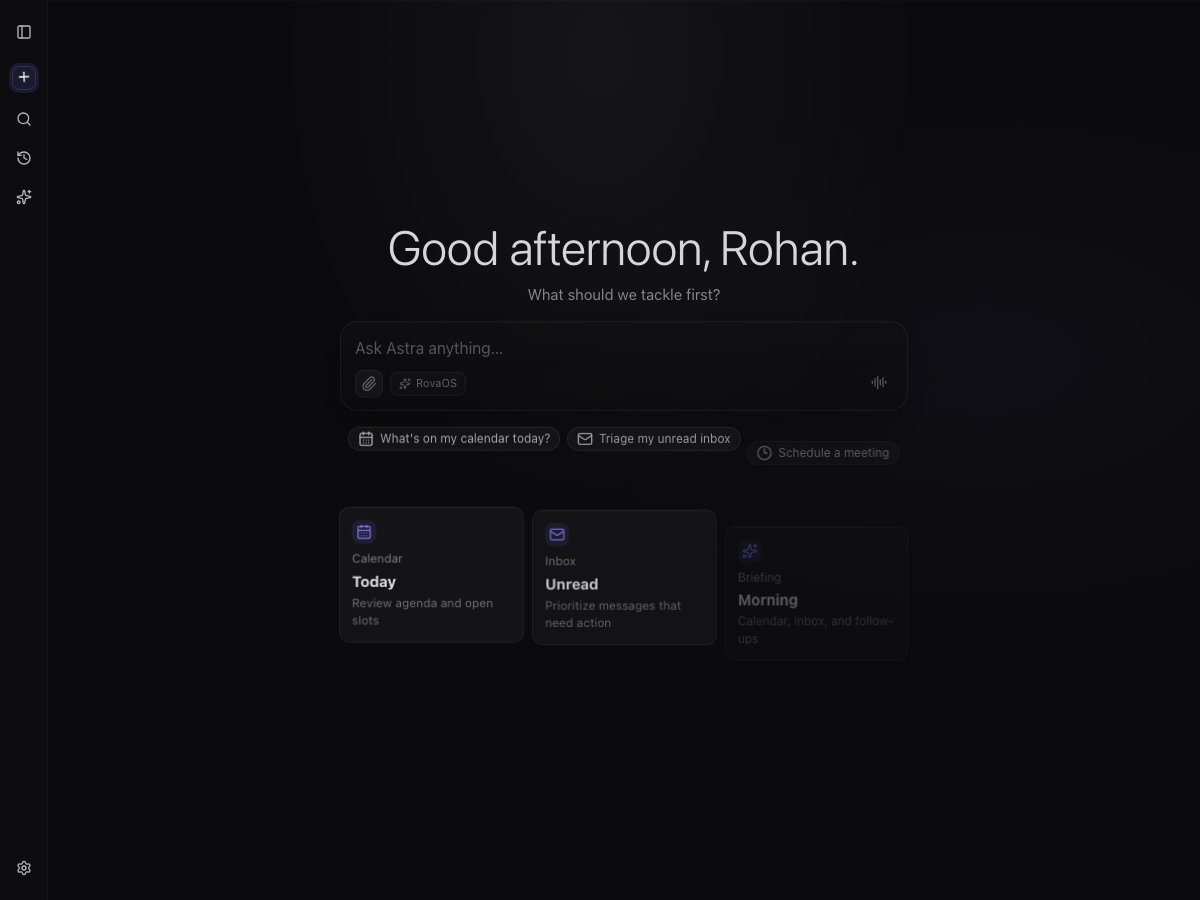 Good afternoon, Rohan.
What should we tackle first?
Ask Astra anything...
RovaOS
What's on my calendar today?
Triage my unread inbox
Schedule a meeting
Calendar
Today
Review agenda and open
slots
Inbox
Unread
Prioritize messages that
need action
Briefing
Morning
Calendar, inbox, and follow-
ups